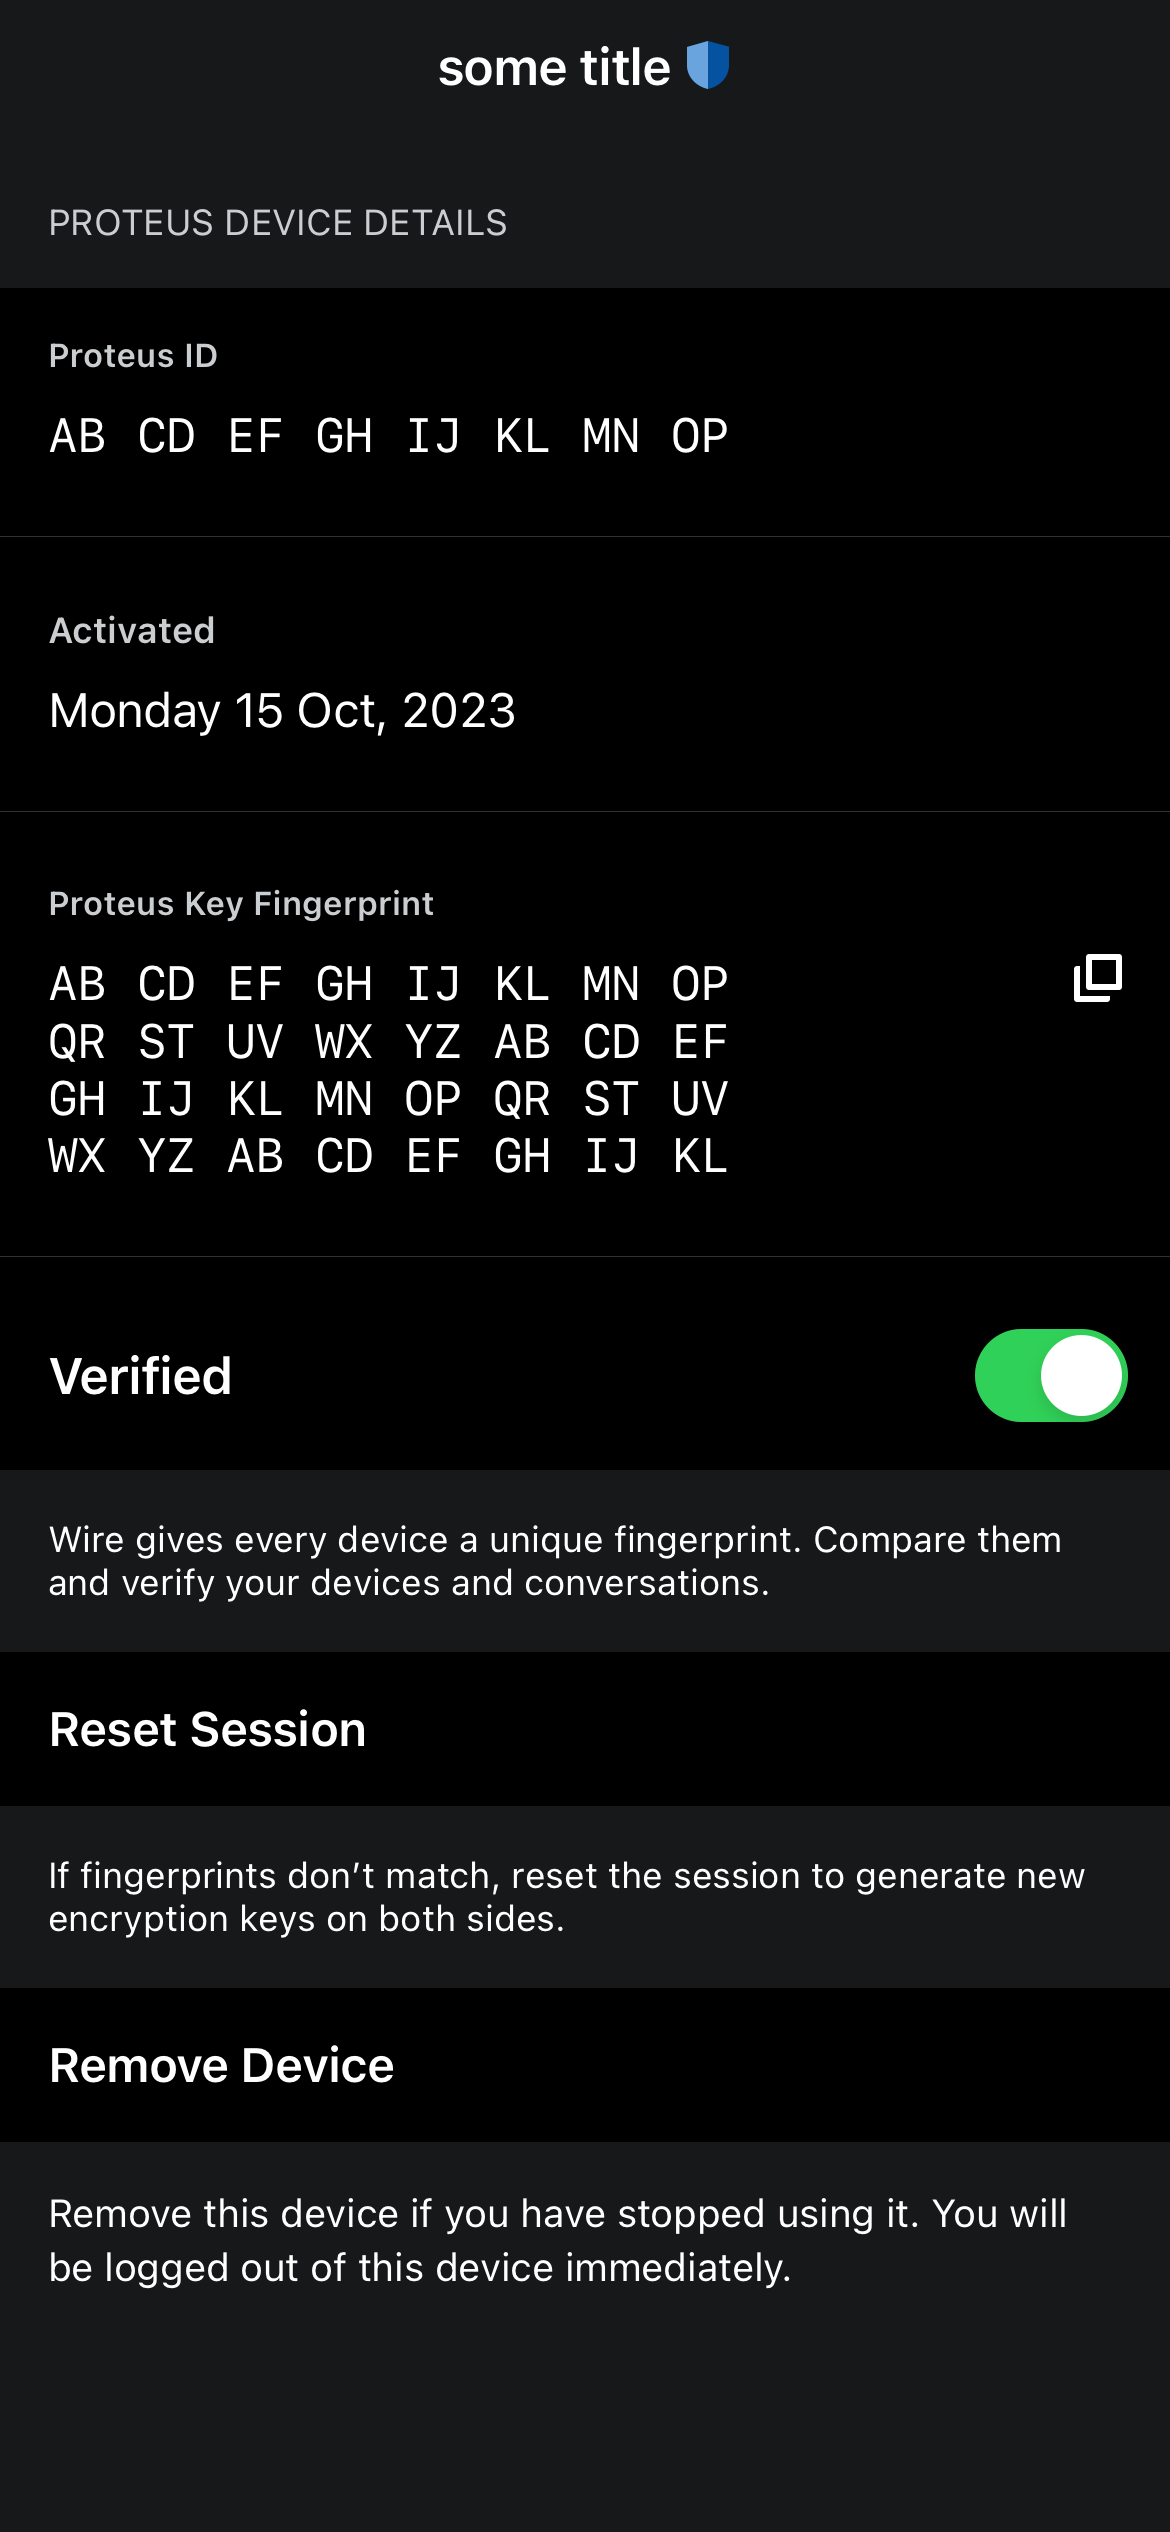 some title
PROTEUS DEVICE DETAILS
Proteus ID
AB CD EF GH IJ KL MN OP
Activated
Monday 15 Oct, 2023
Proteus Key Fingerprint
AB CD EF GH IJ KL MN OP
QR ST UV WX YZ AB CD EF
GH IJ KL MN OP QR ST UV
WX YZ AB CD EF GH IJ KL
Verified
Wire gives every device a unique fingerprint. Compare them
and verify your devices and conversations.
Reset Session
If fingerprints don’t match, reset the session to generate new
encryption keys on both sides.
Remove Device
Remove this device if you have stopped using it. You will
be logged out of this device immediately.